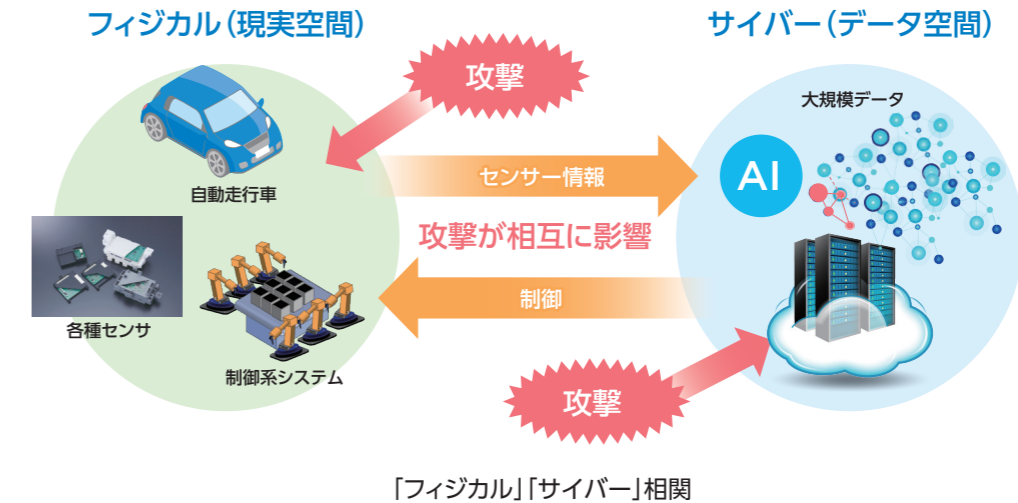 フィジカル(現実空間)
サイバー(データ空間)
攻撃
大規模データ
自動走行車
センサー情報
AI
攻撃が相互に影響
各種センサ
制御
制御系システム
攻撃
「フィジカル」「サイバー」相関